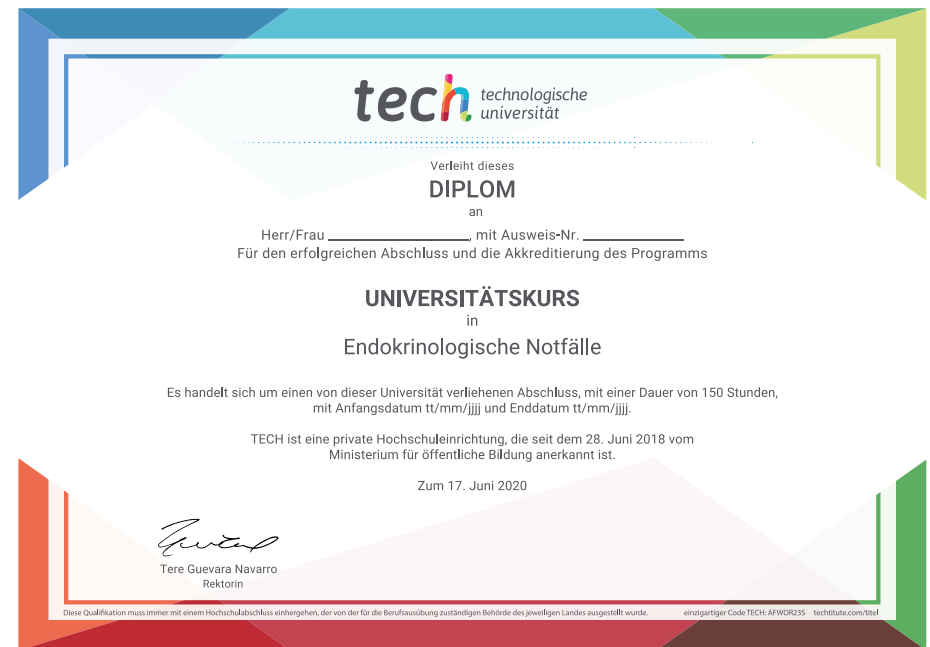 tech technologische
universität
Verleiht dieses
DIPLOM
an
Herr/Frau ____________________, mit Ausweis-Nr. ______________
Für den erfolgreichen Abschluss und die Akkreditierung des Programms
UNIVERSITÄTSKURS
in
Endokrinologische Notfälle
Es handelt sich um einen von dieser Universität verliehenen Abschluss, mit einer Dauer von 150 Stunden,
mit Anfangsdatum tt/mm/jjjj und Enddatum tt/mm/jjjj.
TECH ist eine private Hochschuleinrichtung, die seit dem 28. Juni 2018 vom
Ministerium für öffentliche Bildung anerkannt ist.
Zum 17. Juni 2020
Tere Guevara Navarro
Rektorin
Diese Qualifikation muss immer mit einem Hochschulabschluss einhergehen, der von der für die Berufsausübung zuständigen Behörde des jeweiligen Landes ausgestellt wurde. einzigartiger Code TECH: AFWOR23S techtitute.com/titel